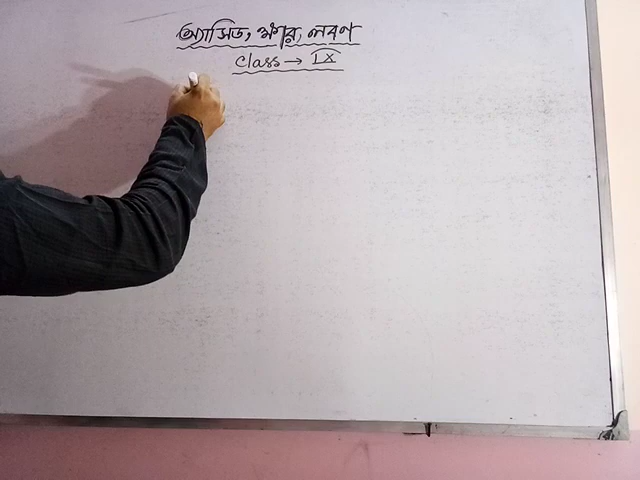 অ্যাসিড, ক্ষার, লবণ
Class → IX